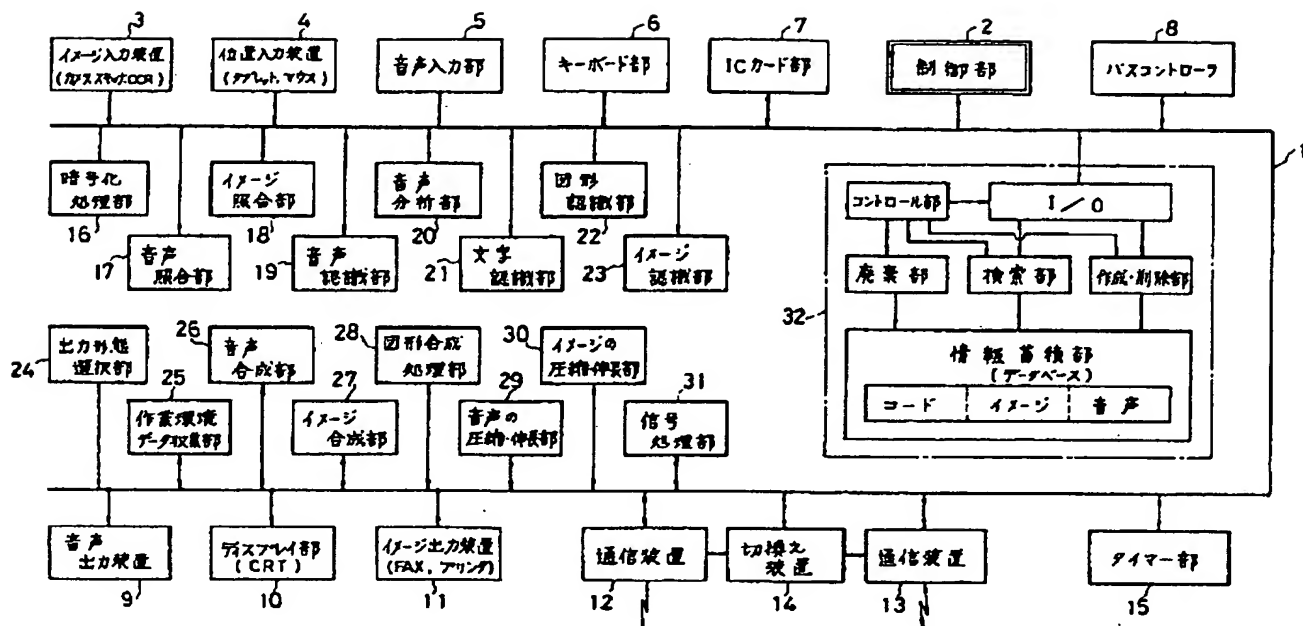 3
4
5
6
7
2
8
イメージ入力装置
位置入力装置
(タブレット,マウス)
音声入力部
キーボード部
ICカード部
制御部
バスコントローラ
1
暗号化
処理部
16
イメージ
照合部
18
音声
分析部
20
図形
認識部
22
17
音声
照合部
19
音声
認識部
21
文字
認識部
23
イメージ
認識部
コントロール部
I/O
廃棄部
検索部
作成・削除部
32
情報蓄積部
(データベース)
コード
イメージ
音声
24
出力形態
選択部
26
音声
合成部
28
図形合成
処理部
30
イメージの
圧縮・伸長部
25
作業環境
データ収集部
27
イメージ
合成部
29
音声の
圧縮・伸長部
31
信号
処理部
音声
出力装置
9
ディスプレイ部
(CRT)
10
イメージ出力装置
(FAX,プリンタ)
11
通信装置
12
切換え
装置
14
通信装置
13
タイマー部
15